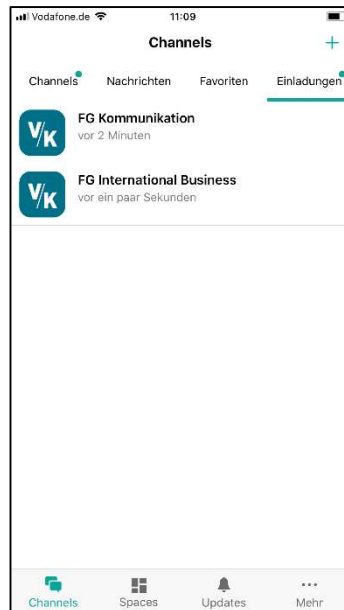 Vodafone.de 11:09
Channels +
Channels Nachrichten Favoriten Einladungen
V/K FG Kommunikation
vor 2 Minuten
V/K FG International Business
vor ein paar Sekunden
Channels Spaces Updates Mehr